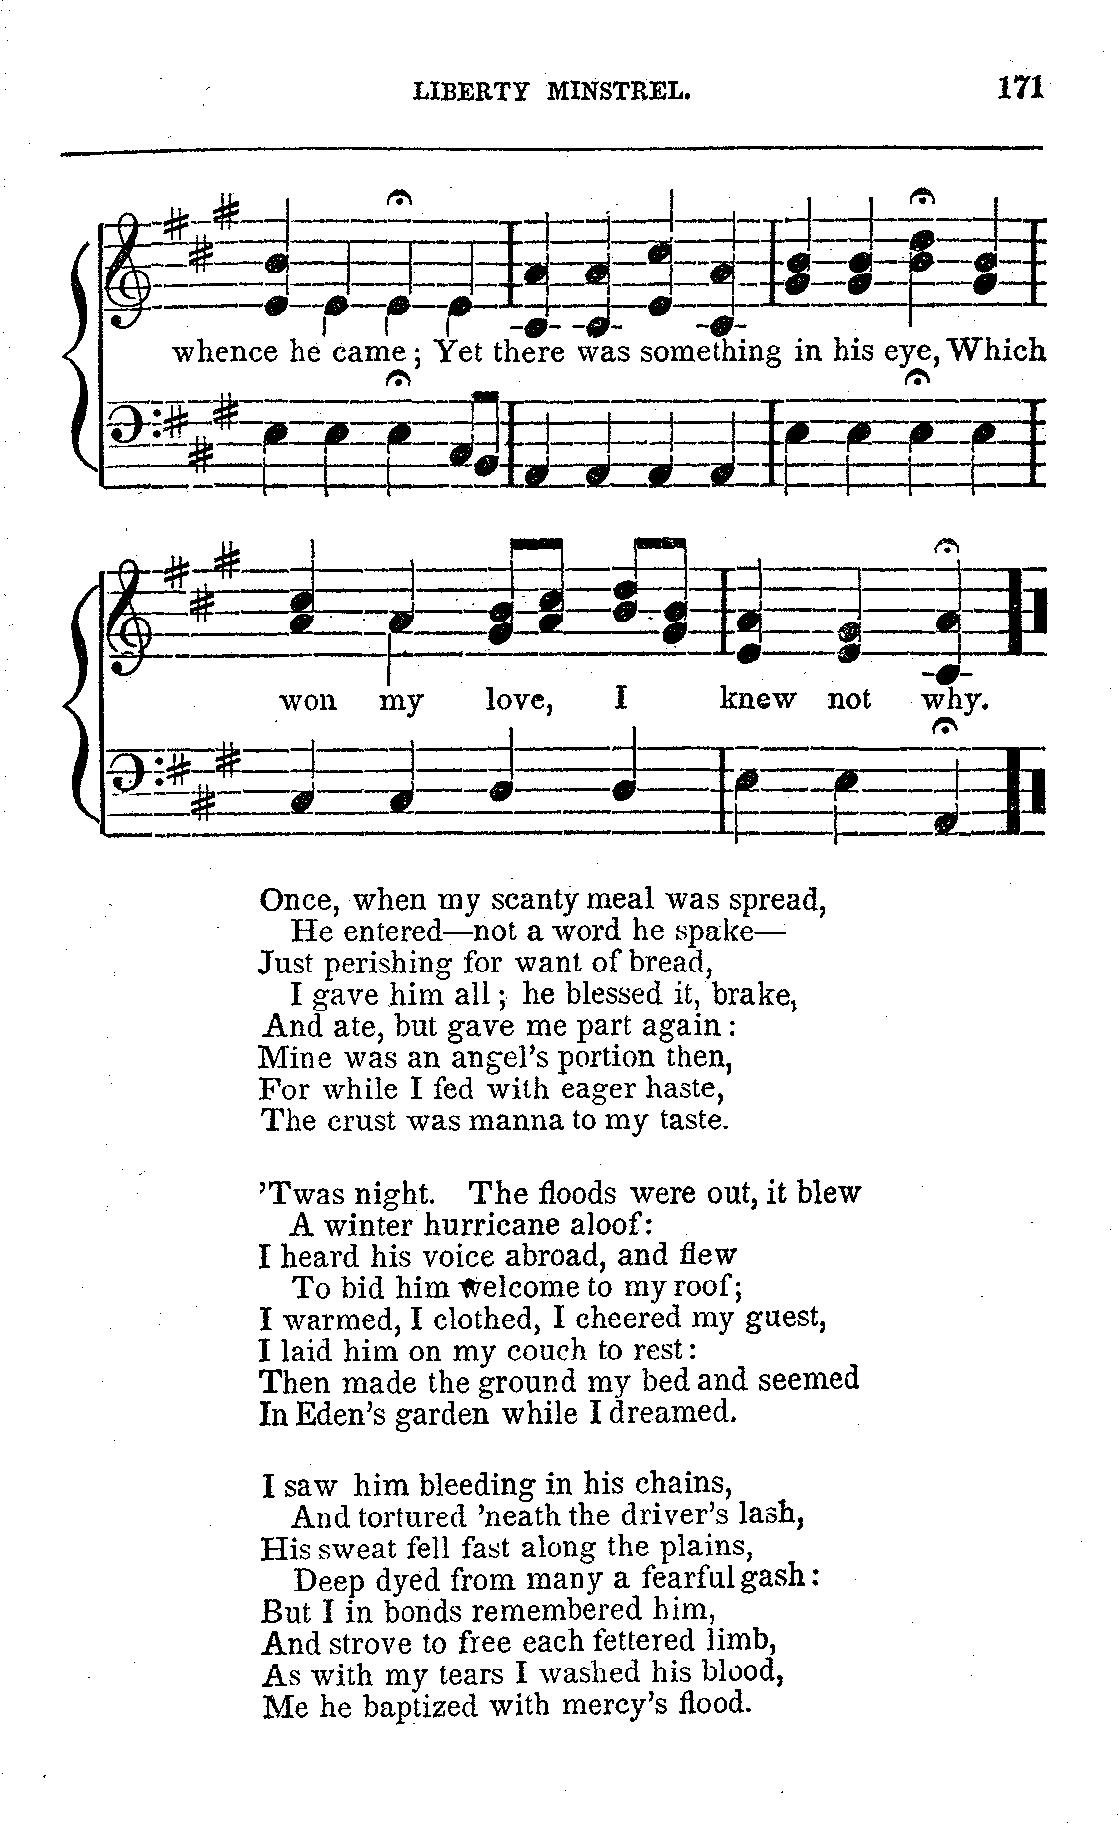 LIBERTY MINSTREL. 171
whence he came; Yet there was something in his eye, Which
won my love, I knew not why.
Once, when my scanty meal was spread,
He entered—not a word he spake—
Just perishing for want of bread,
I gave him all; he blessed it, brake,
And ate, but gave me part again:
Mine was an angel's portion then,
For while I fed with eager haste,
The crust was manna to my taste.
'Twas night. The floods were out, it blew
A winter hurricane aloof:
I heard his voice abroad, and flew
To bid him welcome to my roof;
I warmed, I clothed, I cheered my guest,
I laid him on my couch to rest:
Then made the ground my bed and seemed
In Eden's garden while I dreamed.
I saw him bleeding in his chains,
And tortured 'neath the driver's lash,
His sweat fell fast along the plains,
Deep dyed from many a fearful gash:
But I in bonds remembered him,
And strove to free each fettered limb,
As with my tears I washed his blood,
Me he baptized with mercy's flood.